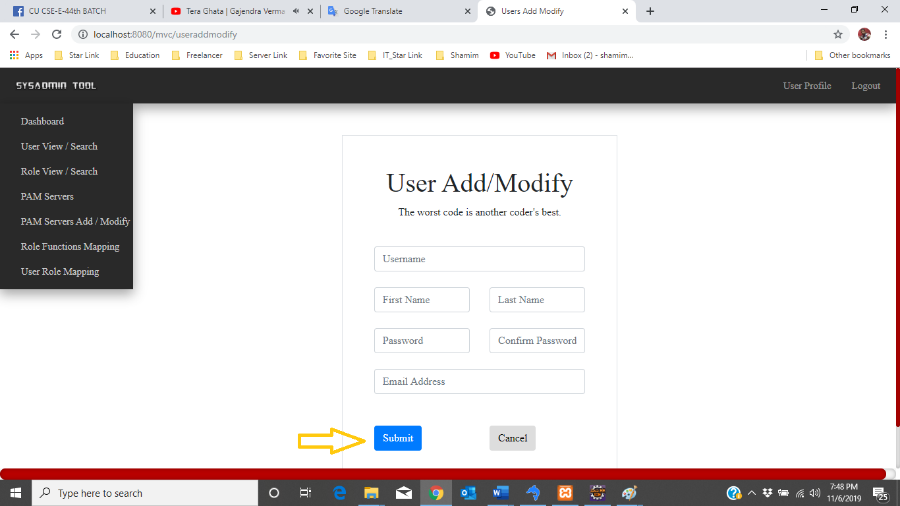 CU CSE-E-44th BATCH
Tera Ghata | Gajendra Verma
Google Translate
Users Add Modify
localhost:8080/mvc/useraddmodify
Apps
Star Link
Education
Freelancer
Server Link
Favorite Site
IT_Star Link
Shamim
YouTube
Inbox (2) - shamim...
Other bookmarks
SYSADMIN TOOL
User Profile
Logout
Dashboard
User View / Search
Role View / Search
PAM Servers
PAM Servers Add / Modify
Role Functions Mapping
User Role Mapping
User Add/Modify
The worst code is another coder's best.
Username
First Name
Last Name
Password
Confirm Password
Email Address
Submit
Cancel
Type here to search
7:48 PM
11/6/2019
25